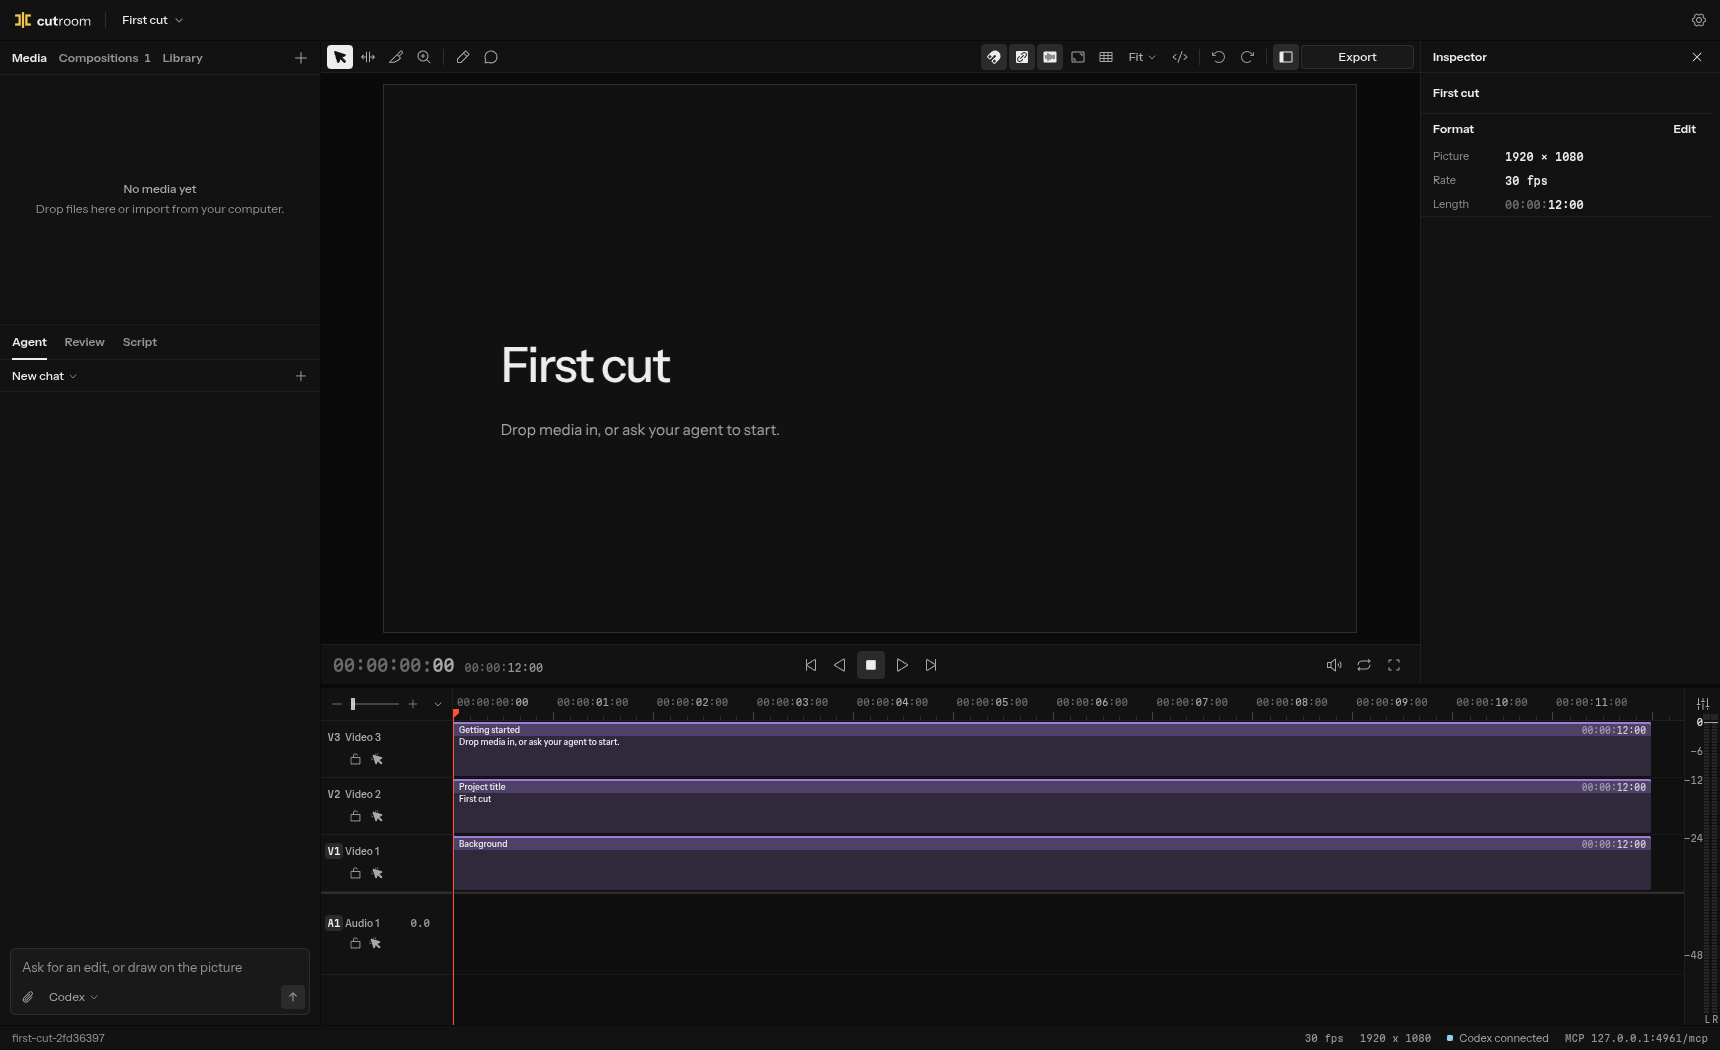 cutroom
First cut
Media Compositions 1 Library
No media yet
Drop files here or import from your computer.
Agent Review Script
New chat
Ask for an edit, or draw on the picture
Codex
Fit
Export
First cut
Drop media in, or ask your agent to start.
00:00:00:00 00:00:12:00
Inspector
First cut
Format Edit
Picture 1920 × 1080
Rate 30 fps
Length 00:00:12:00
00:00:00:00 00:00:01:00 00:00:02:00 00:00:03:00 00:00:04:00 00:00:05:00 00:00:06:00 00:00:07:00 00:00:08:00 00:00:09:00 00:00:10:00 00:00:11:00
V3 Video 3
Getting started 00:00:12:00
Drop media in, or ask your agent to start.
V2 Video 2
Project title 00:00:12:00
First cut
V1 Video 1
Background 00:00:12:00
A1 Audio 1 0.0
0
-6
-12
-24
-48
L R
first-cut-2fd36397
30 fps 1920 x 1080 Codex connected MCP 127.0.0.1:4961/mcp